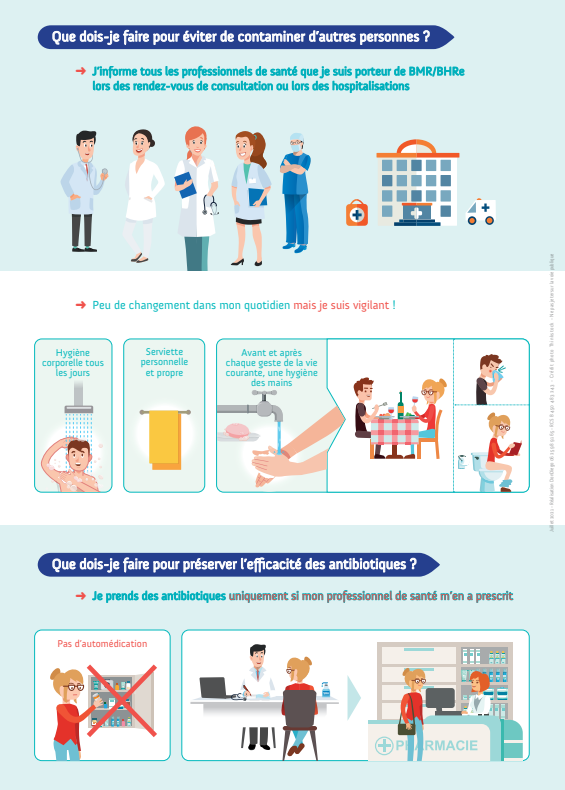 Que dois-je faire pour éviter de contaminer d'autres personnes ?
➜ J'informe tous les professionnels de santé que je suis porteur de BMR/BHRe
lors des rendez-vous de consultation ou lors des hospitalisations
➜ Peu de changement dans mon quotidien mais je suis vigilant !
Hygiène
corporelle tous
les jours
Serviette
personnelle
et propre
Avant et après
chaque geste de la vie
courante, une hygiène
des mains
Que dois-je faire pour préserver l'efficacité des antibiotiques ?
➜ Je prends des antibiotiques uniquement si mon professionnel de santé m'en a prescrit
Pas d'automédication
PHARMACIE